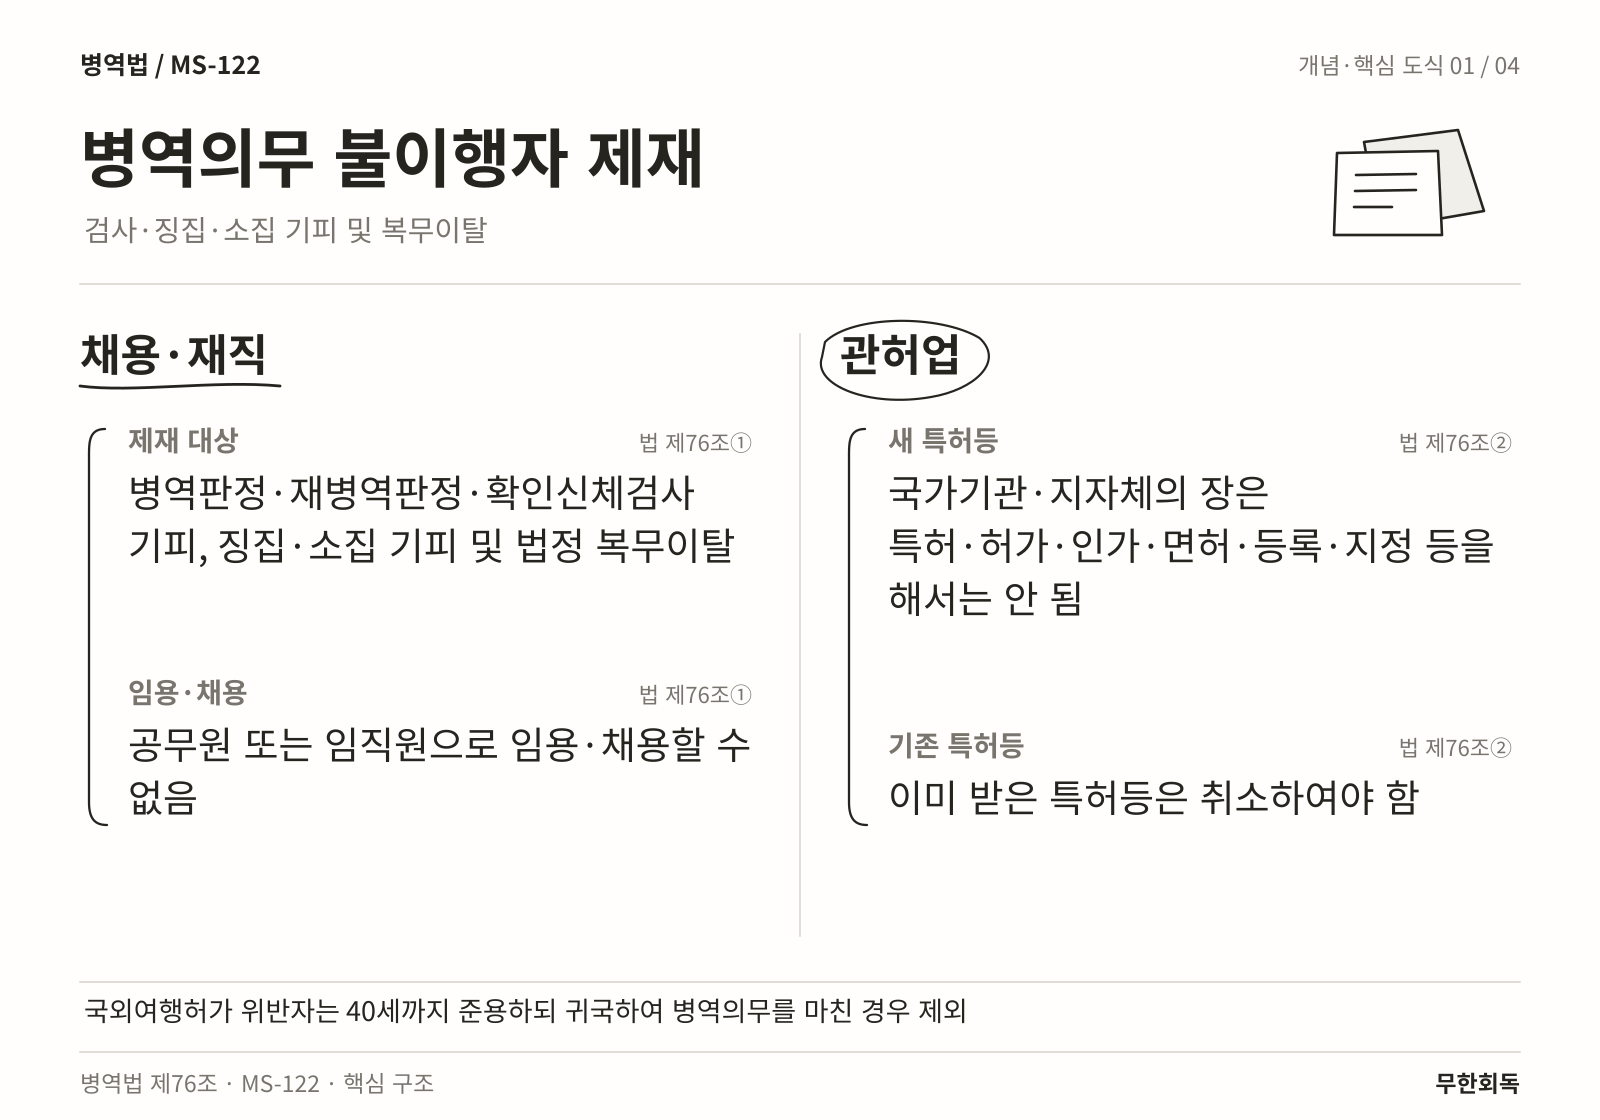 병역법 / MS-122
개념·핵심 도식 01 / 04
병역의무 불이행자 제재
검사·징집·소집 기피 및 복무이탈
채용·재직
제재 대상
법 제76조①
병역판정·재병역판정·확인신체검사
기피, 징집·소집 기피 및 법정 복무이탈
임용·채용
법 제76조①
공무원 또는 임직원으로 임용·채용할 수
없음
관허업
새 특허등
법 제76조②
국가기관·지자체의 장은
특허·허가·인가·면허·등록·지정 등을
해서는 안 됨
기존 특허등
법 제76조②
이미 받은 특허등은 취소하여야 함
국외여행허가 위반자는 40세까지 준용하되 귀국하여 병역의무를 마친 경우 제외
병역법 제76조 · MS-122 · 핵심 구조
무한회독